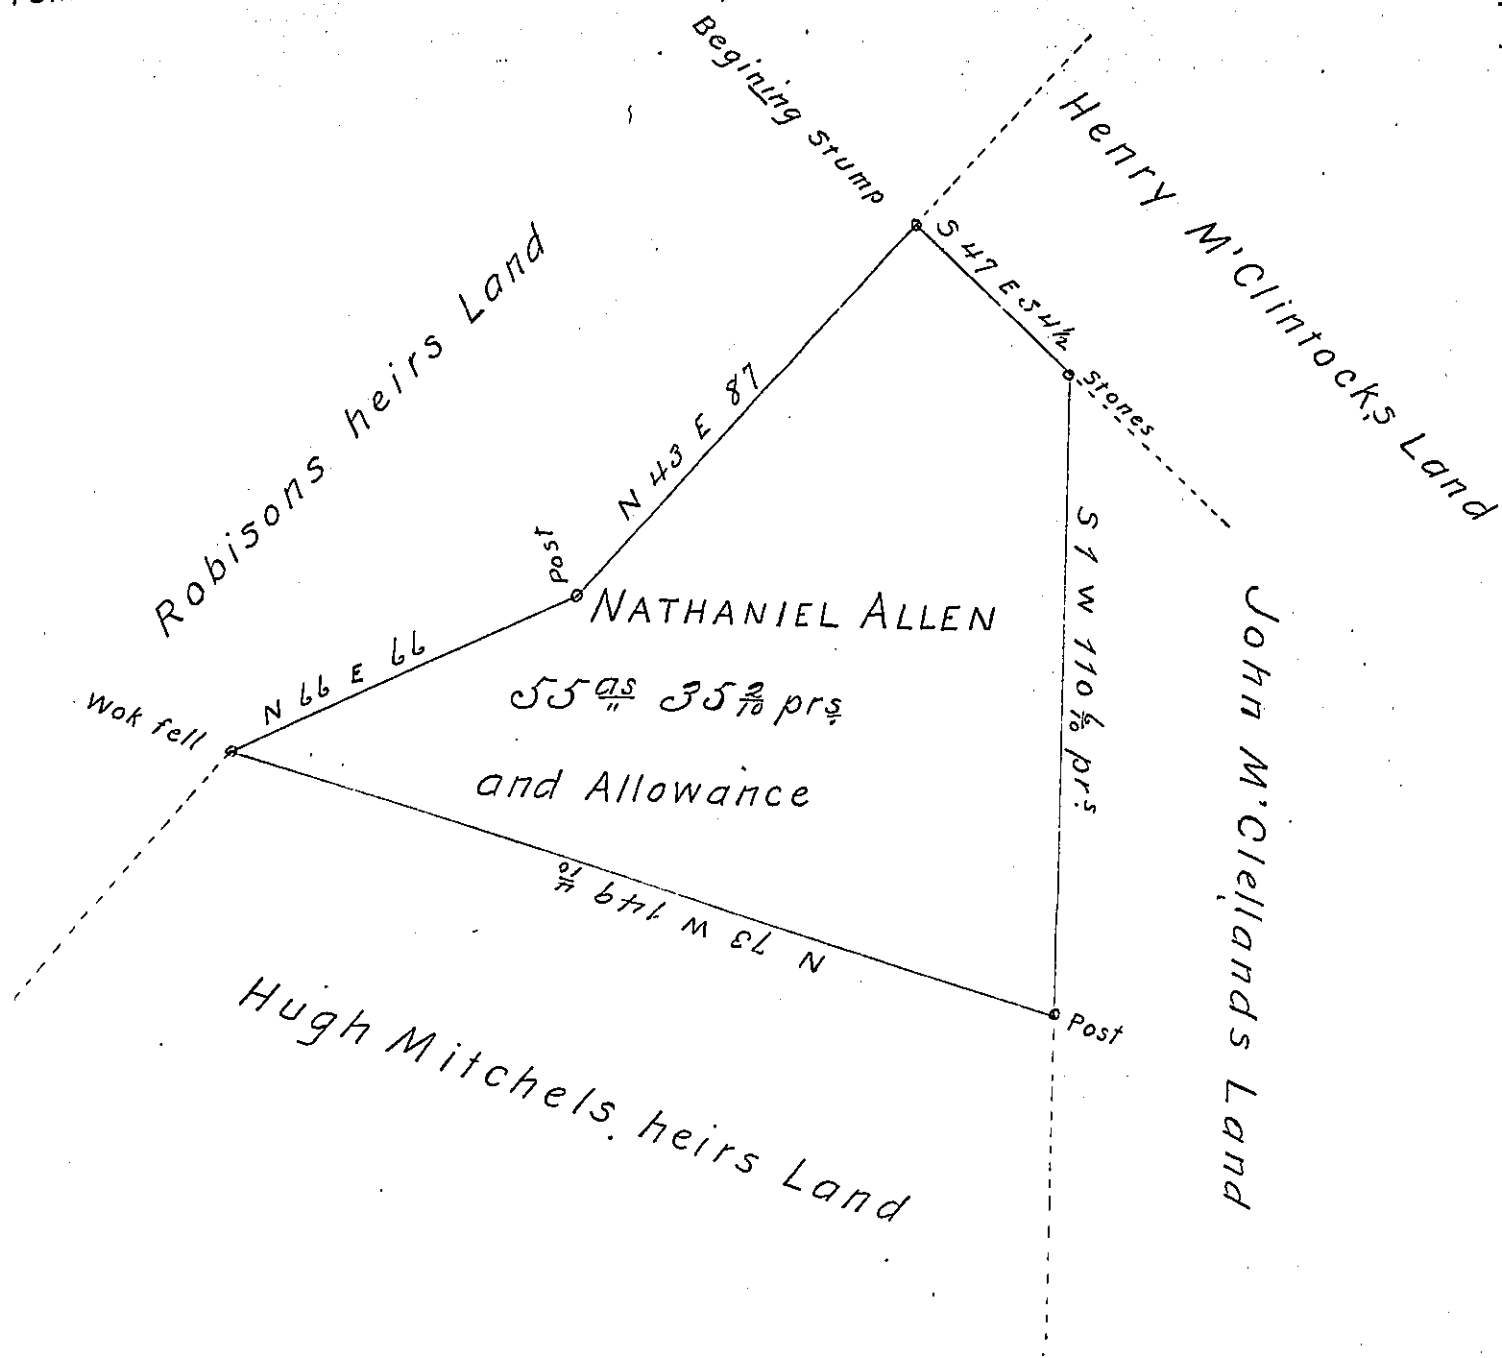 Begining stump
Henry M'Clintocks Land
S 47 E 34½
stones
Robisons heirs Land
N 43 E 87
post
S 1 W 110 6/10 prs
NATHANIEL ALLEN
55 as 35 2/10 prs
and Allowance
N 66 E 66
Wok fell
N 73 W 149 4/10
John M'Clellands Land
Post
Hugh Mitchels heirs Land